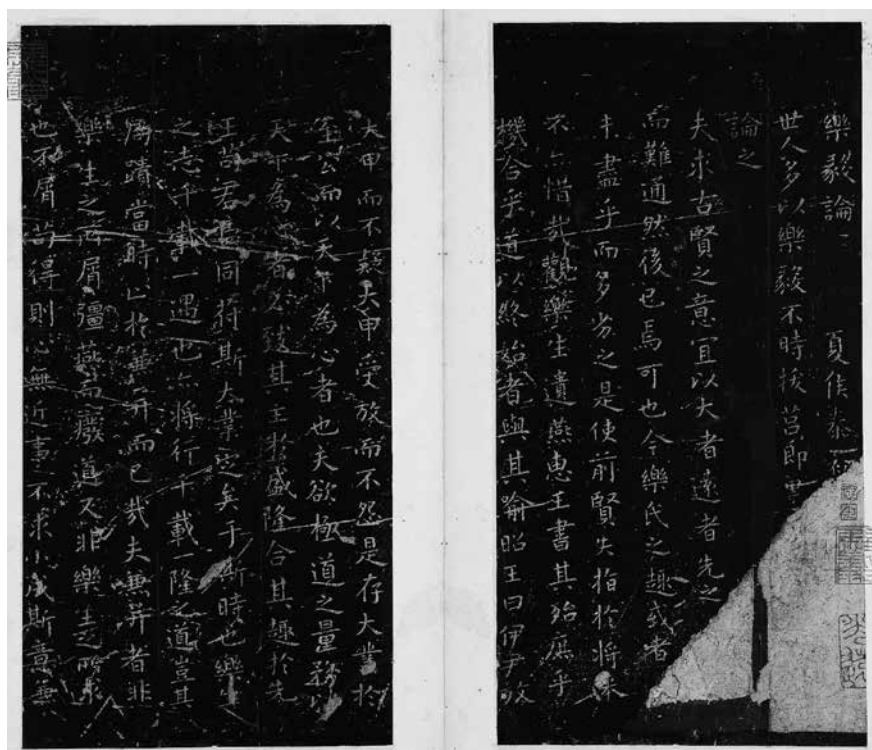 樂毅論 夏侯泰
世人多以樂毅不時拔莒即
論之
夫求古賢之意宜以大者遠者先之
而難通然後已焉可也今樂氏之趣或者
未盡乎而多劣之是使前賢失指於將來
不亦惜哉觀樂生遺燕惠王書其殆庶乎
機合乎道以終始者與其喻昭王曰伊尹放
大甲而不疑大甲受放而不怨是存大業於
至公而以天下為心者也夫欲極道之量務以
天下為心者必致其主於盛隆合其趣於先
王苟君臣同符斯大業定矣于斯時也樂生
之志千載一遇也亦將行千載一隆之道豈其
局蹟當時止於兼并而已哉夫兼并者非
樂生之所屑彊燕而癈道又非樂生之所求
也不屑苟得則心無近事不求小成斯意兼